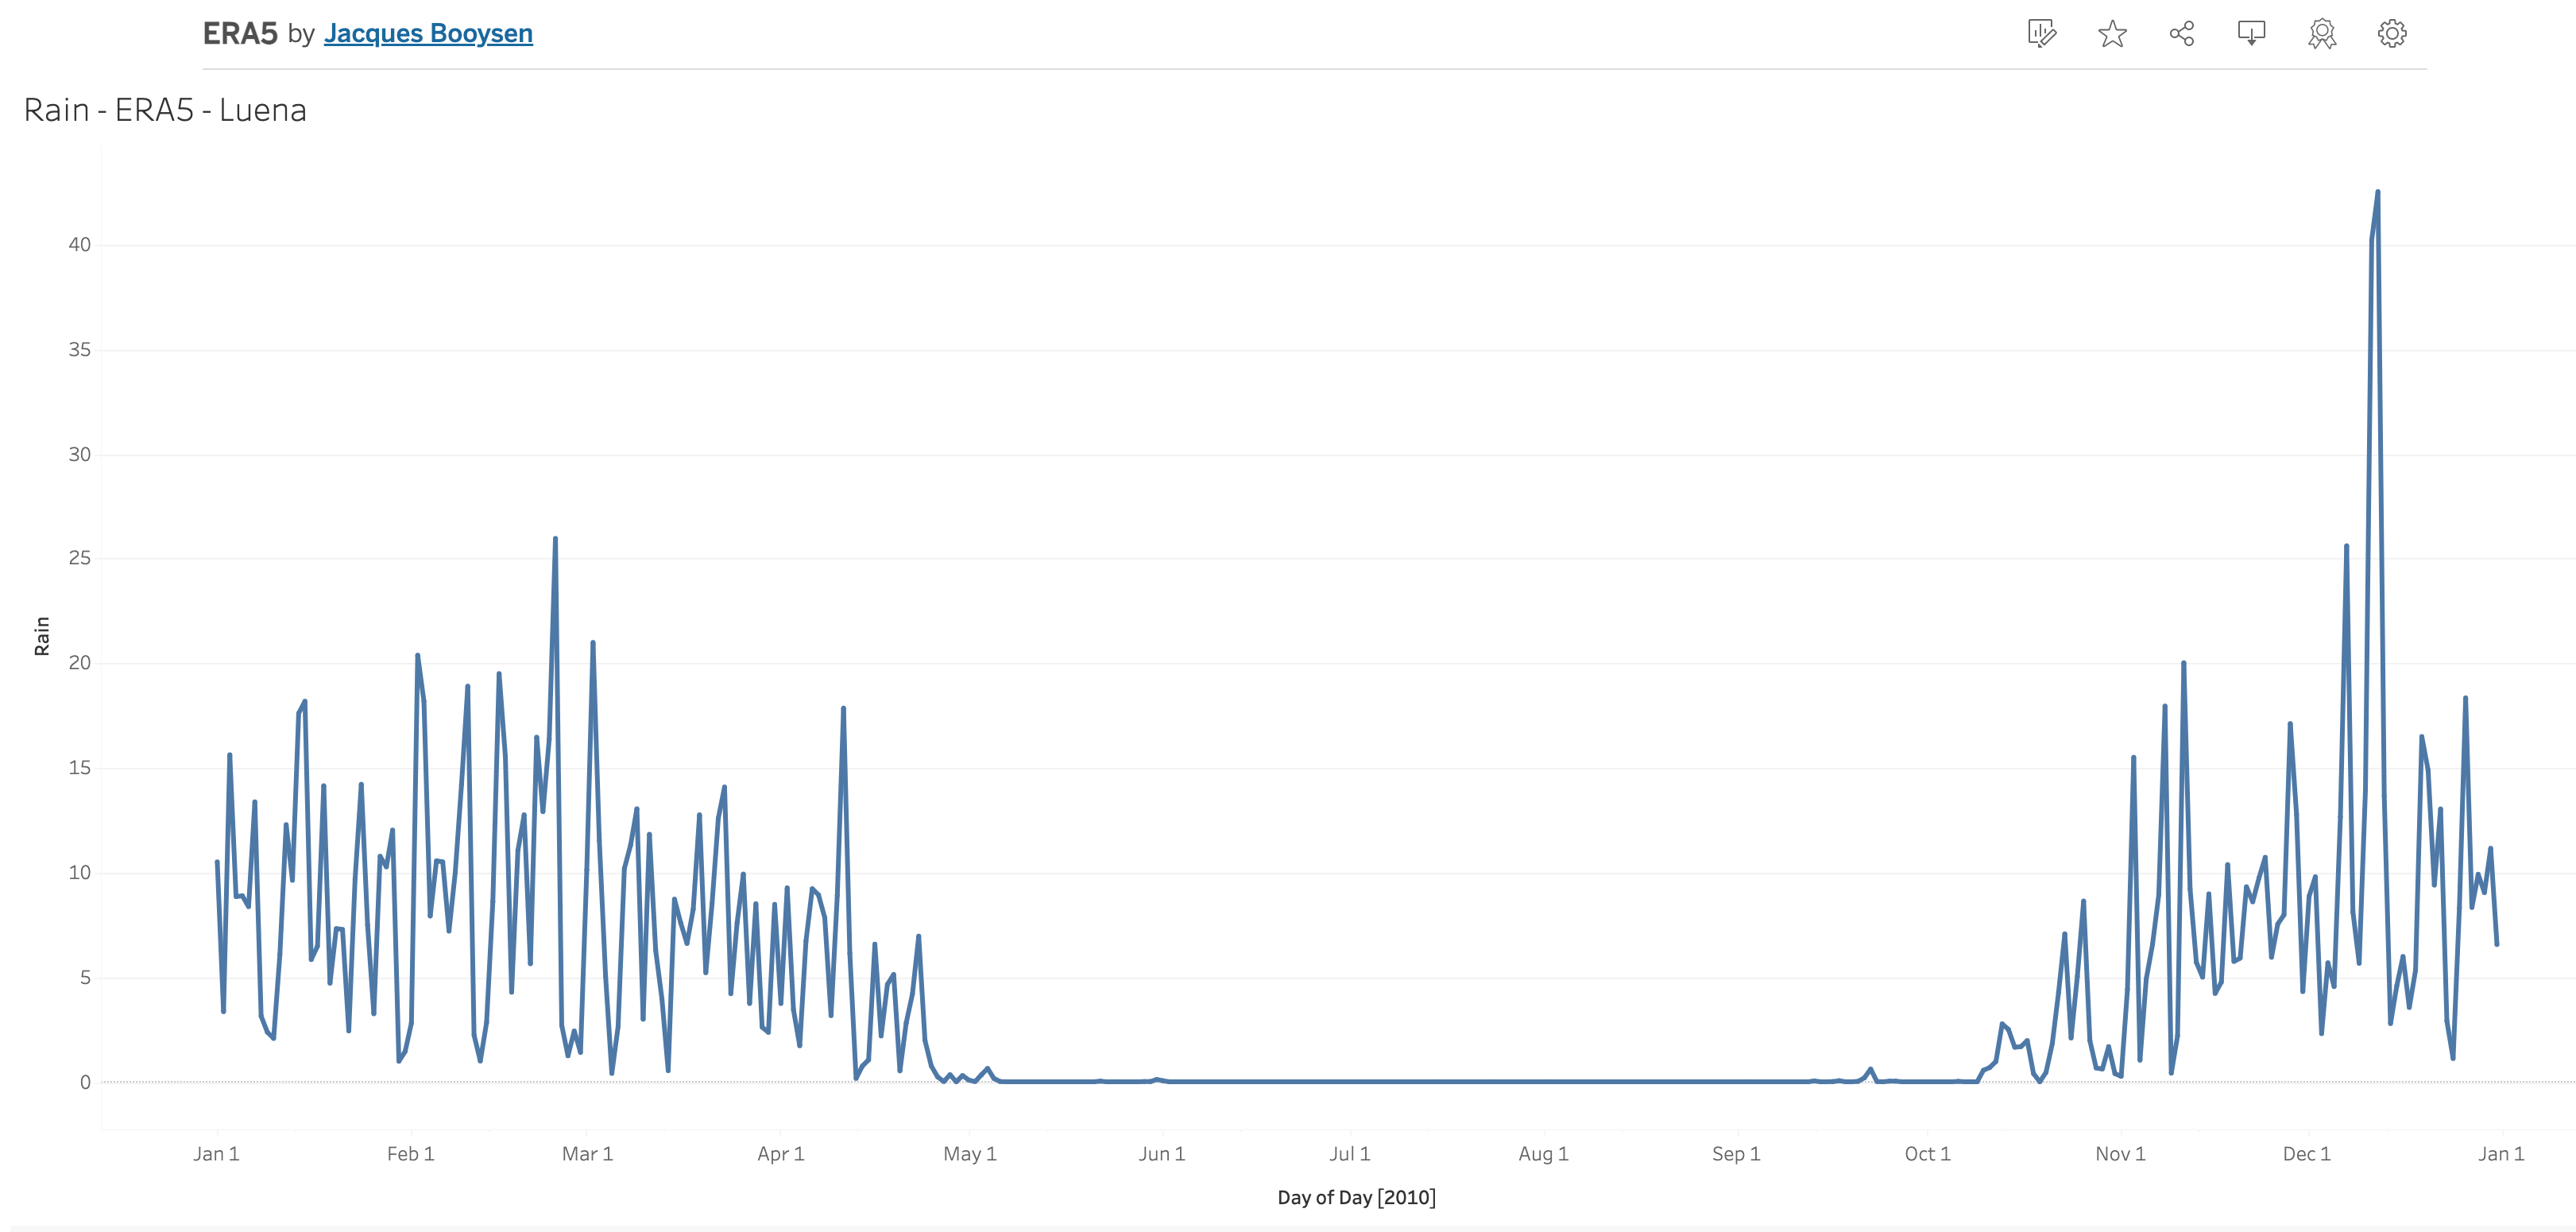 ERA5 by Jacques Booysen
Rain - ERA5 - Luena
40
35
30
25
20
15
10
5
0
Rain
Jan 1 Feb 1 Mar 1 Apr 1 May 1 Jun 1 Jul 1 Aug 1 Sep 1 Oct 1 Nov 1 Dec 1 Jan 1
Day of Day [2010]